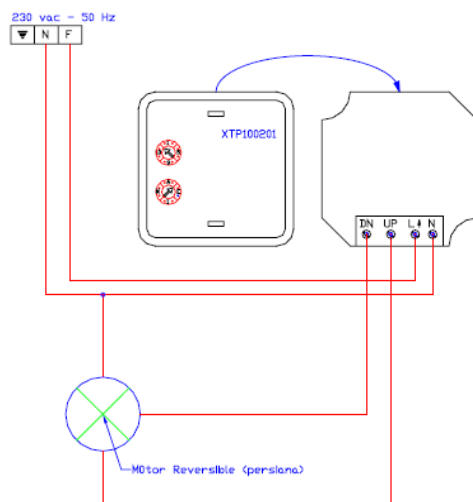 230 vac - 50 Hz
N F
XTP100201
DN UP L N
MOtor Reversible (persiana)